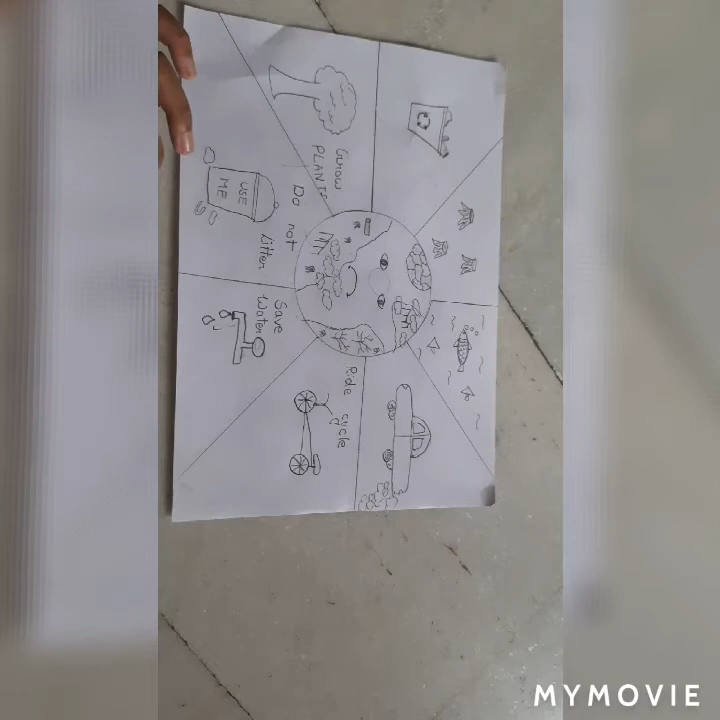 Grow
PLANTS
Do not
litter
USE
ME
Save
Water
Ride cycle
MYMOVIE